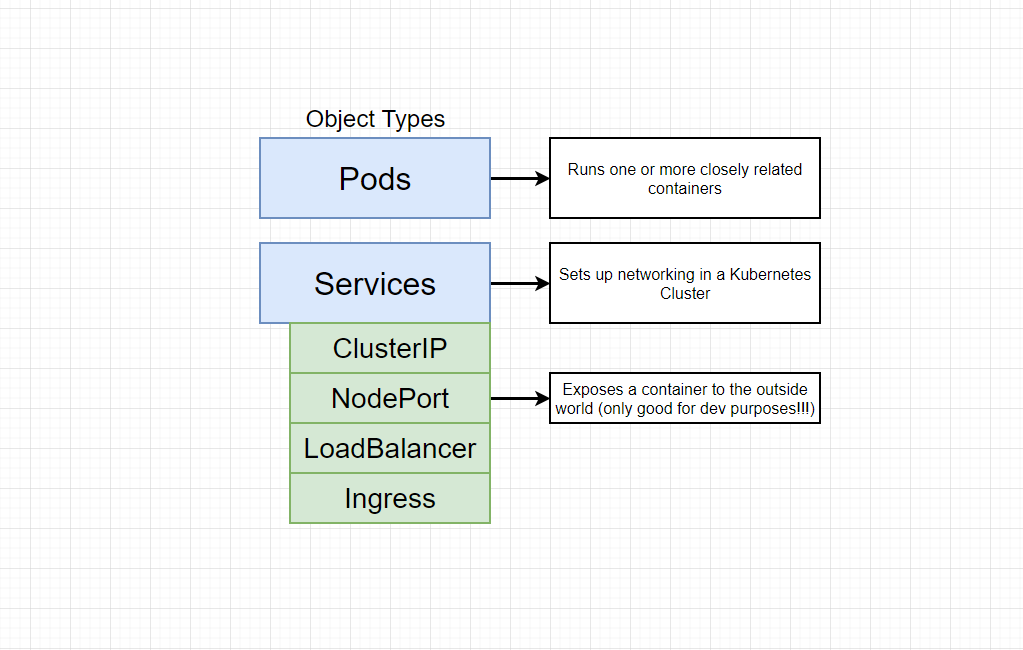 Object Types
Pods
Runs one or more closely related
containers
Services
Sets up networking in a Kubernetes
Cluster
ClusterIP
NodePort
Exposes a container to the outside
world (only good for dev purposes!!!)
LoadBalancer
Ingress